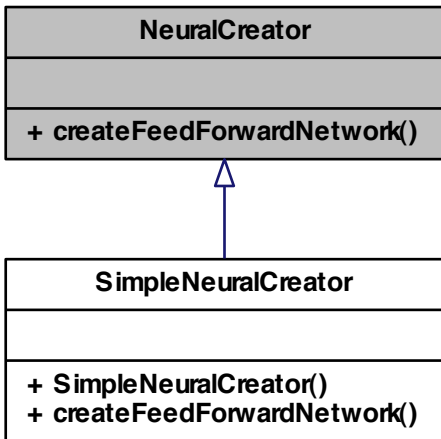 NeuralCreator
+ createFeedForwardNetwork()
SimpleNeuralCreator
+ SimpleNeuralCreator()
+ createFeedForwardNetwork()